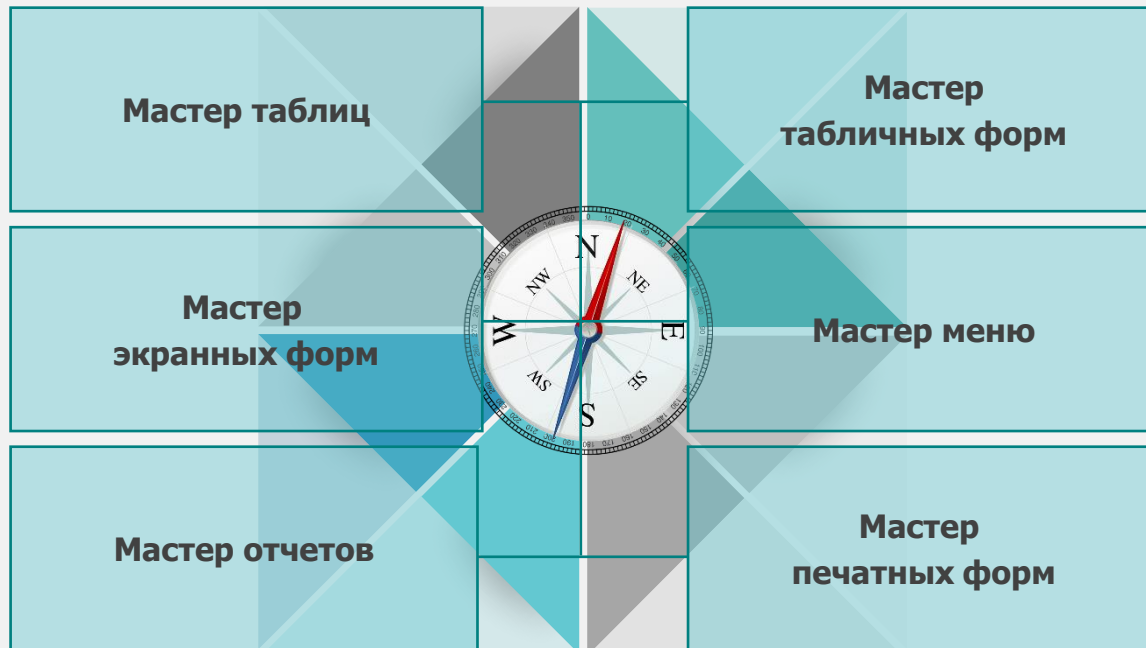 Мастер таблиц
Мастер
табличных форм
Мастер
экранных форм
Мастер меню
Мастер отчетов
Мастер
печатных форм
N
NE
E
SE
S
SW
W
NW